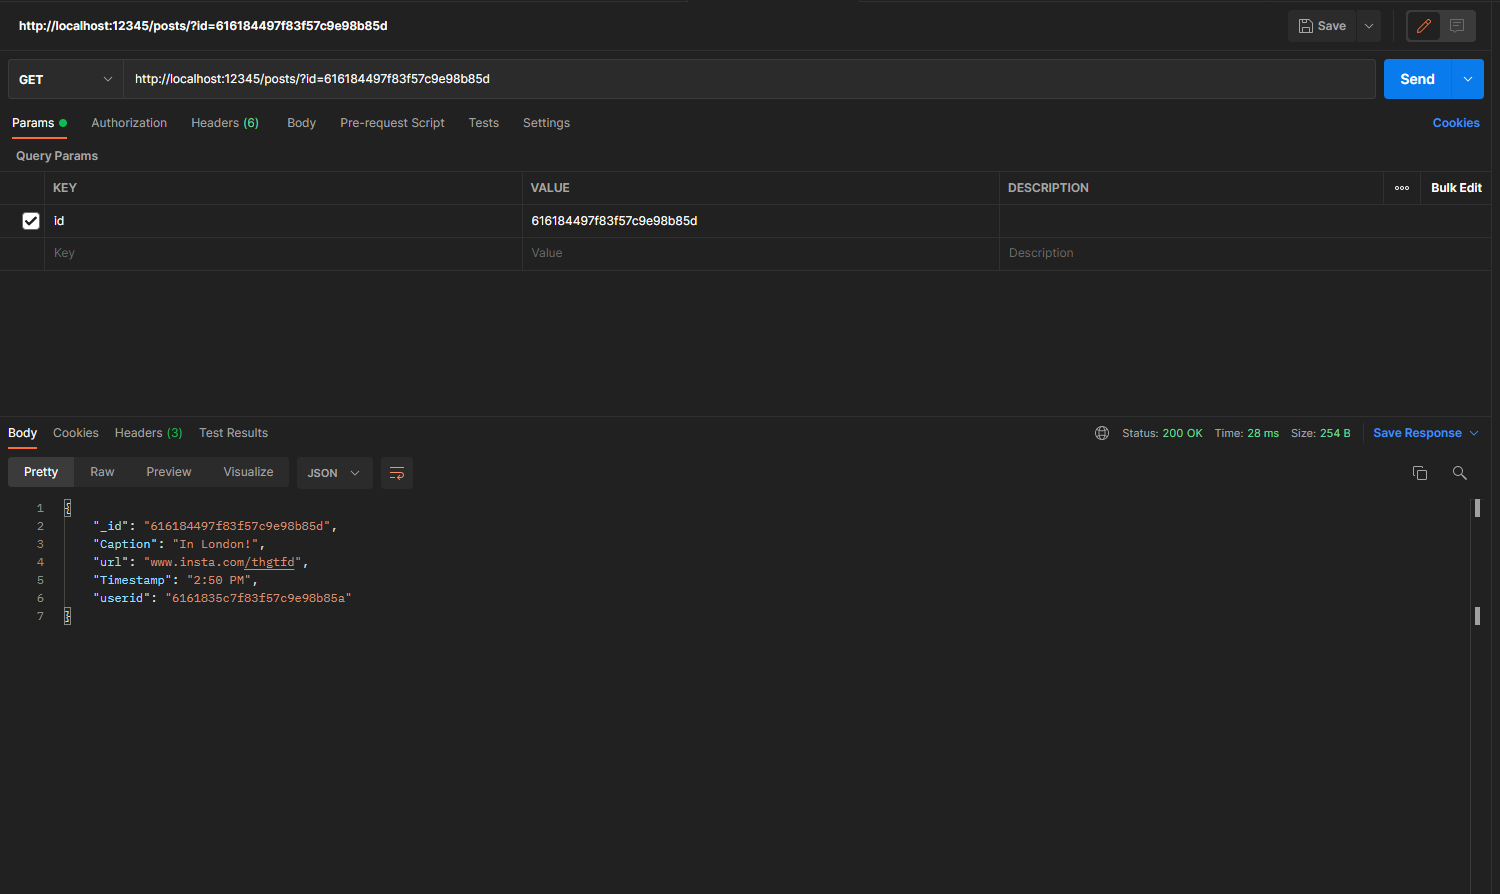 http://localhost:12345/posts/?id=616184497f83f57c9e98b85d
Save
GET
http://localhost:12345/posts/?id=616184497f83f57c9e98b85d
Send
Params Authorization Headers (6) Body Pre-request Script Tests Settings Cookies
Query Params
KEY VALUE DESCRIPTION Bulk Edit
id 616184497f83f57c9e98b85d
Key Value Description
Body Cookies Headers (3) Test Results Status: 200 OK Time: 28 ms Size: 254 B Save Response
Pretty Raw Preview Visualize JSON
1 {
2 "_id": "616184497f83f57c9e98b85d",
3 "Caption": "In London!",
4 "url": "www.insta.com/thgtfd",
5 "Timestamp": "2:50 PM",
6 "userid": "6161835c7f83f57c9e98b85a"
7 }